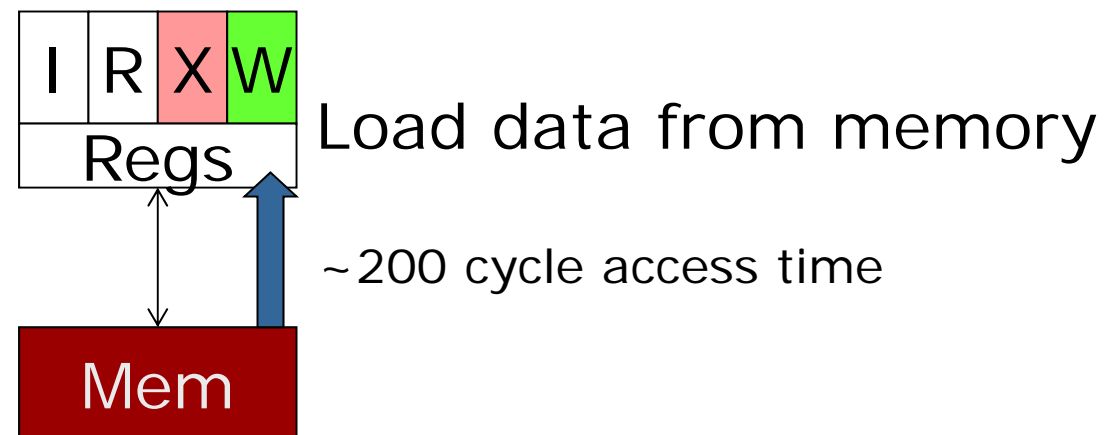 I R X W
Load data from memory
Regs
~200 cycle access time
Mem